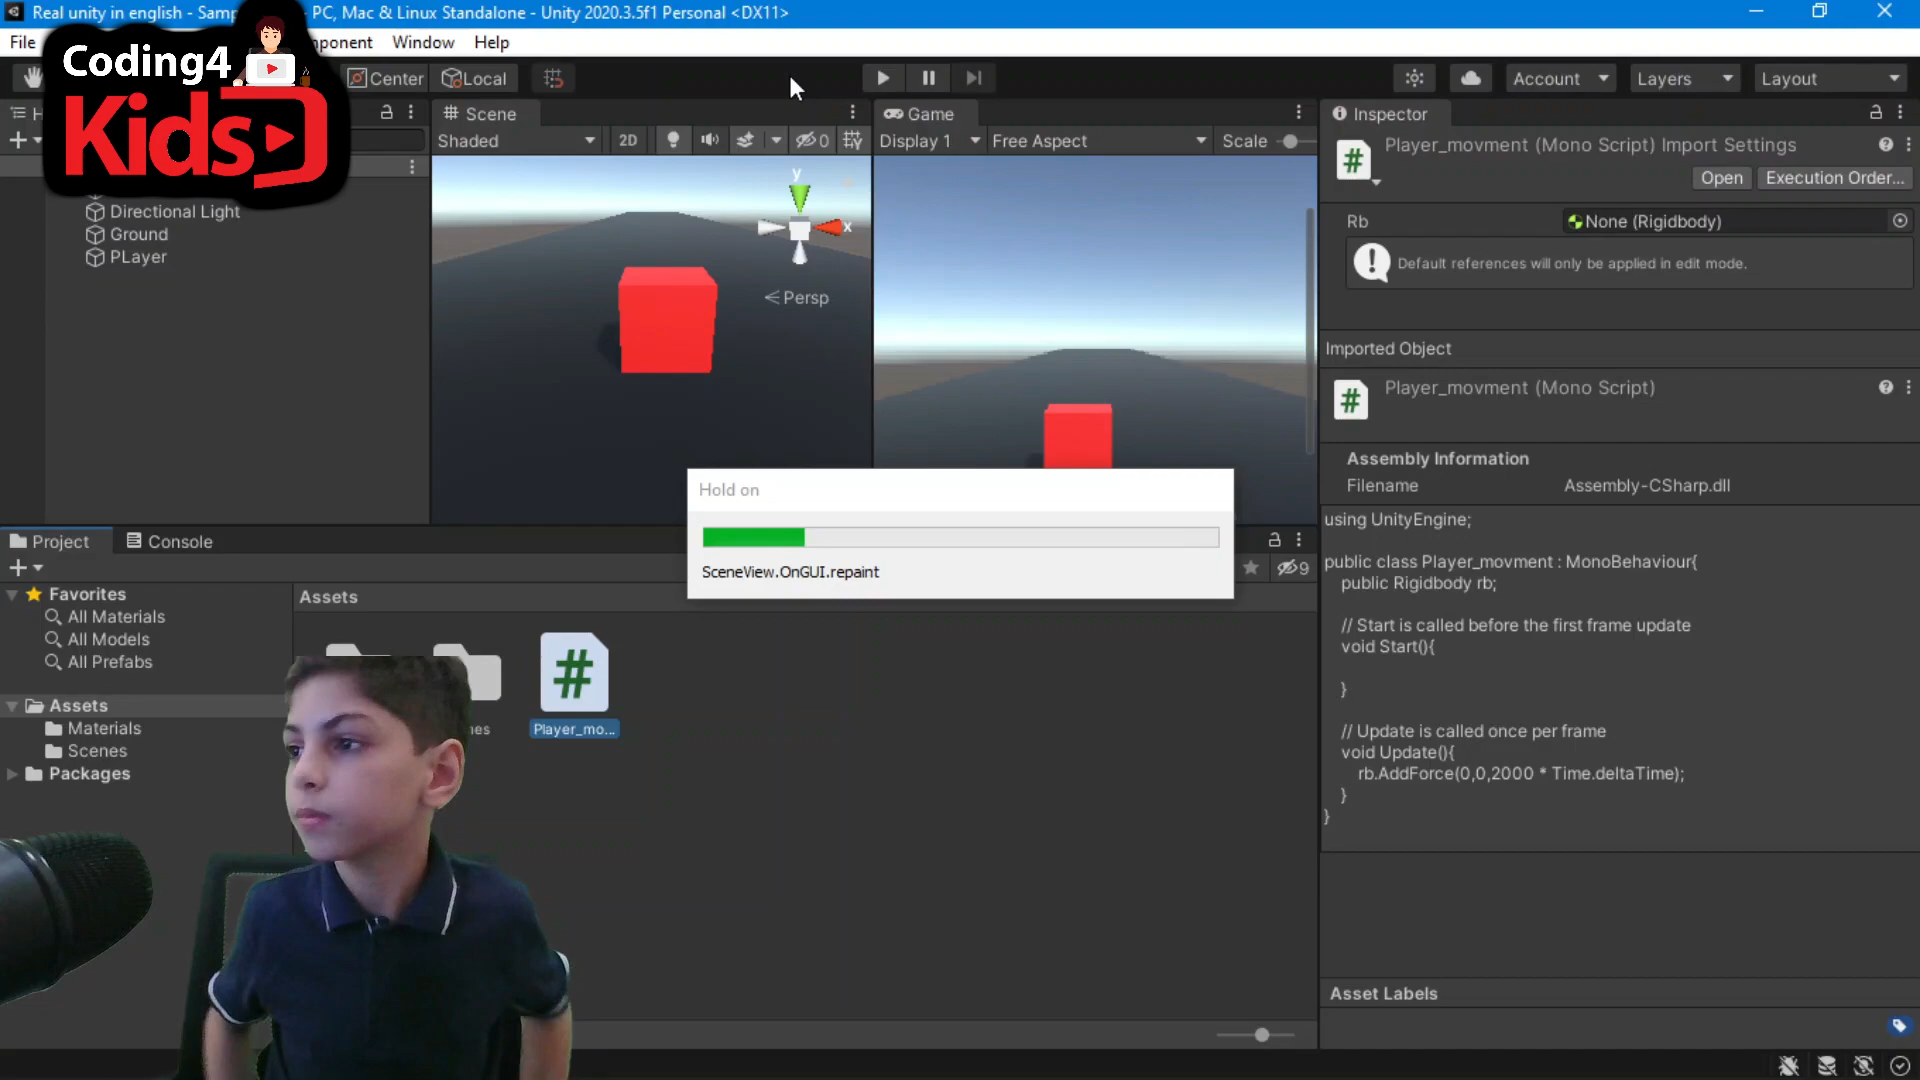 Real unity in english - Samp
- PC, Mac & Linux Standalone - Unity 2020.3.5f1 Personal <DX11>
File
ponent
Window
Help
Coding4
Kids
Center
Local
Account
Layers
Layout
Scene
Game
Inspector
Shaded
2D
0
Display 1
Free Aspect
Scale
Player_movment (Mono Script) Import Settings
Open
Execution Order...
y
x
Persp
Directional Light
Ground
PLayer
Rb
None (Rigidbody)
Default references will only be applied in edit mode.
Imported Object
Player_movment (Mono Script)
Assembly Information
Filename
Assembly-CSharp.dll
Hold on
SceneView.OnGUI.repaint
Project
Console
9
Favorites
All Materials
All Models
All Prefabs
Assets
Materials
Scenes
Packages
Assets
nes
Player_mo...
using UnityEngine;
public class Player_movment : MonoBehaviour{
public Rigidbody rb;
// Start is called before the first frame update
void Start(){
}
// Update is called once per frame
void Update(){
rb.AddForce(0,0,2000 * Time.deltaTime);
}
}
Asset Labels